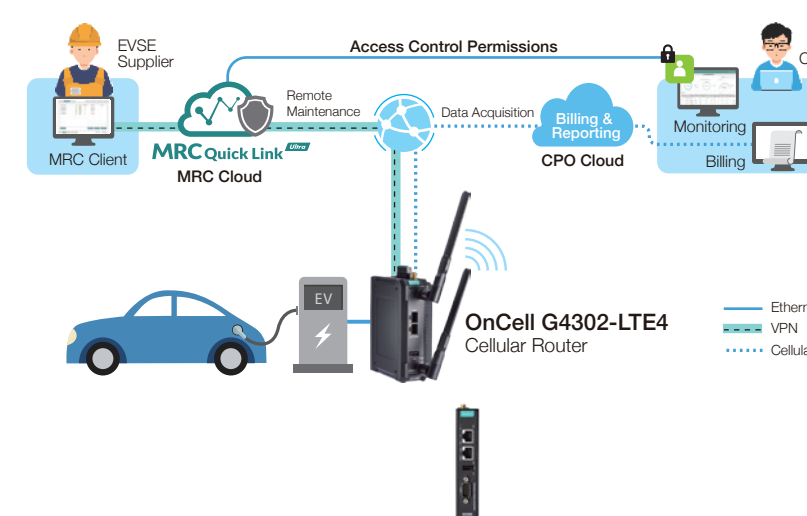 EVSE
Supplier
Access Control Permissions
Remote
Maintenance
Data Acquisition
Billing &
Reporting
Monitoring
MRC Client
MRC Quick Link Ultra
MRC Cloud
CPO Cloud
Billing
EV
OnCell G4302-LTE4
Cellular Router
VPN